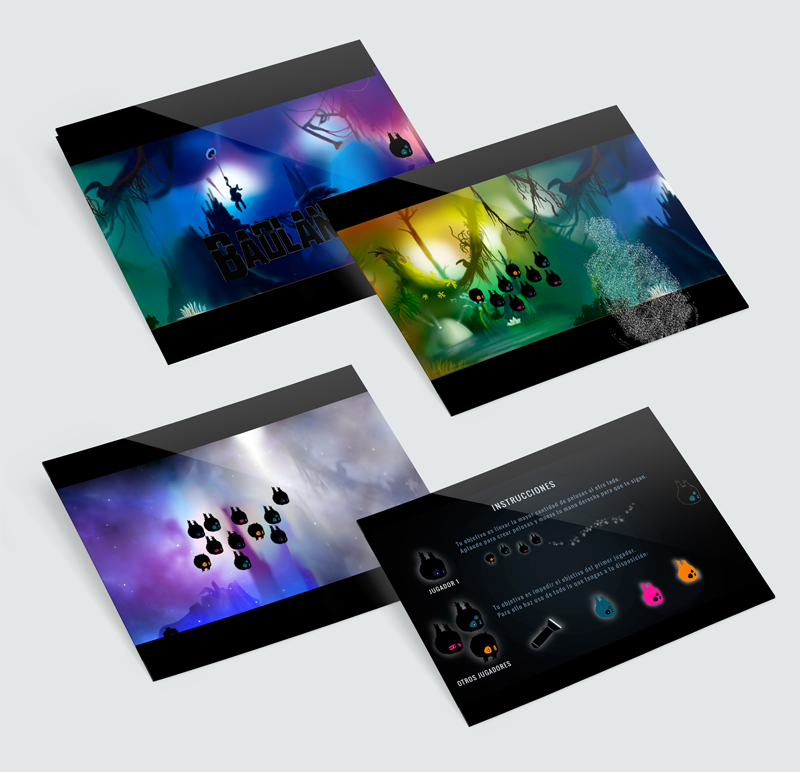 BADLAN
INSTRUCCIONES
Tu objetivo es llevar la mayor cantidad de pelusas al otro lado.
Aplaude para crear pelusas y mueve tu mano derecha para que te sigan.
JUGADOR 1
Tu objetivo es impedir el objetivo del primer jugador.
Para ello haz uso de todo lo que tengas a tu disposición:
OTROS JUGADORES